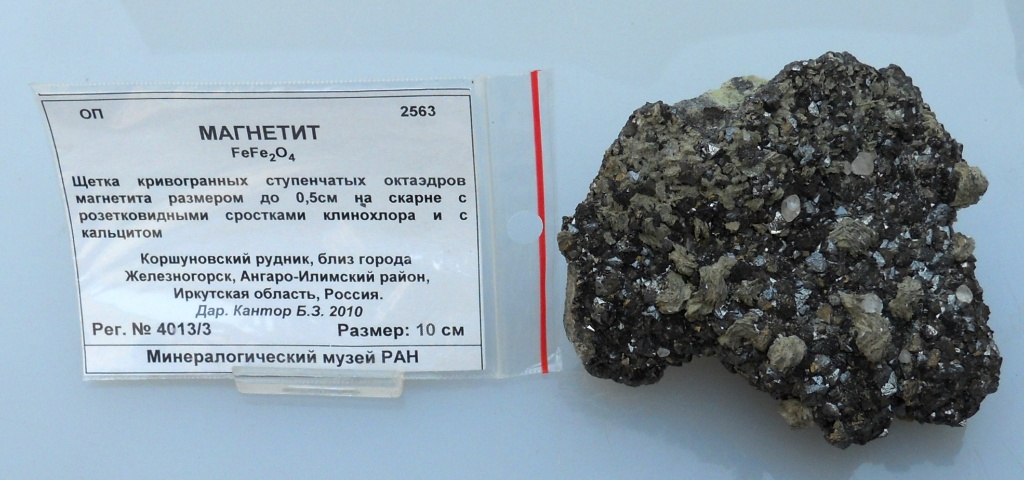 ОП 2563
МАГНЕТИТ
FeFe₂O₄
Щетка кривогранных ступенчатых октаэдров
магнетита размером до 0,5см на скарне с
розетковидными сростками клинохлора и с
кальцитом
Коршуновский рудник, близ города
Железногорск, Ангаро-Илимский район,
Иркутская область, Россия.
Дар. Кантор Б.З. 2010
Рег. № 4013/3 Размер: 10 см
Минералогический музей РАН